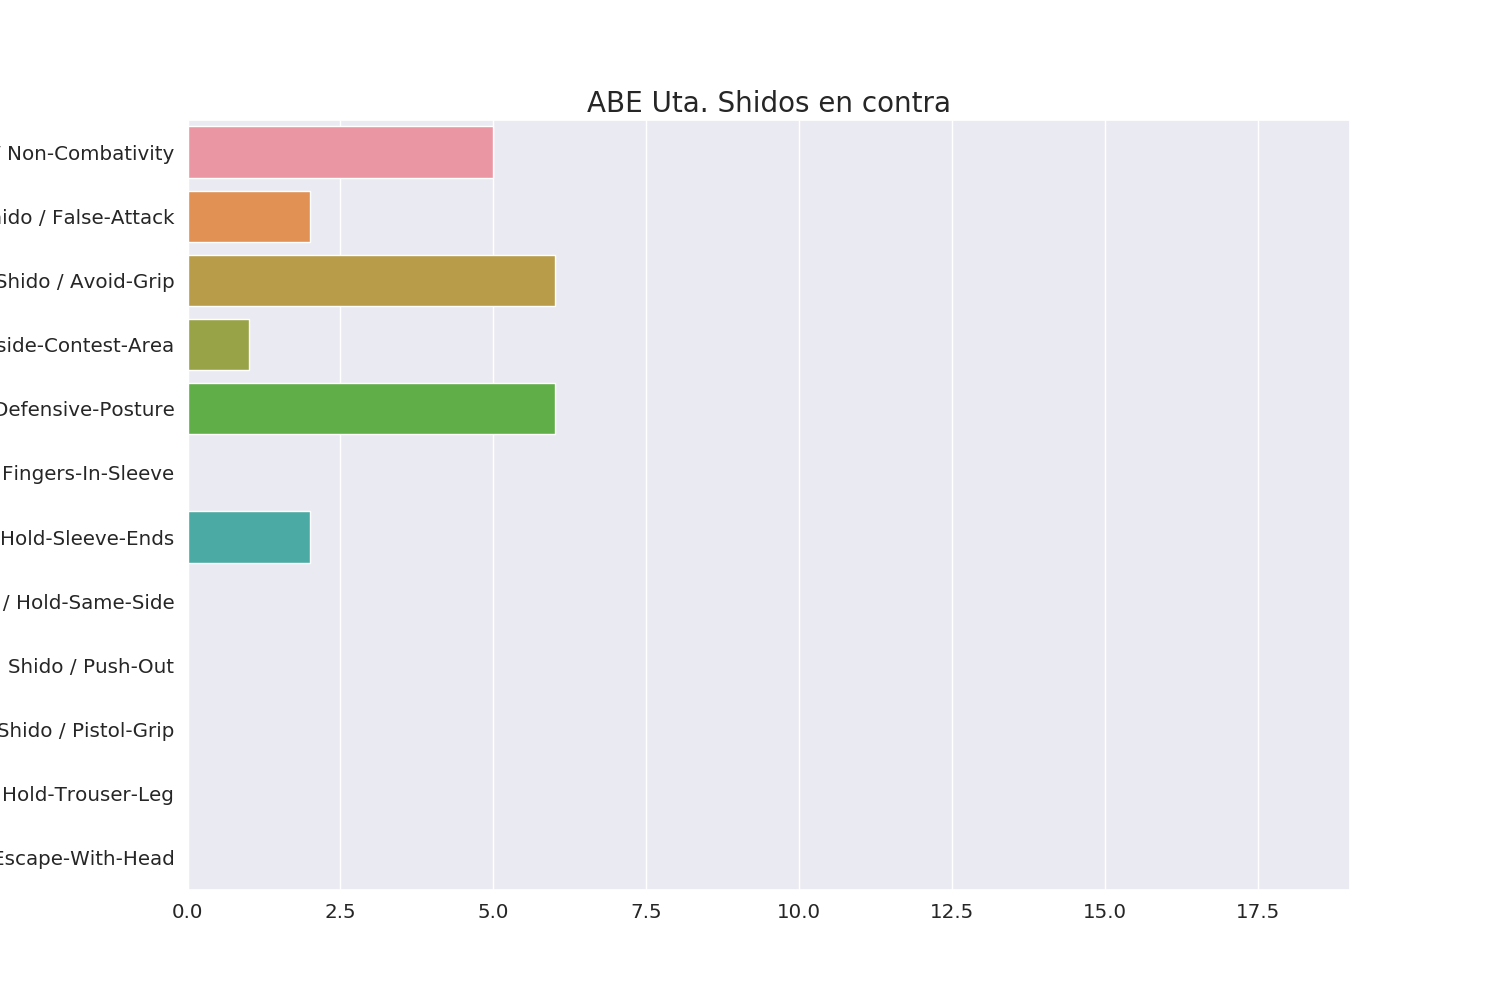 ABE Uta. Shidos en contra
/ Non-Combativity
ido / False-Attack
Shido / Avoid-Grip
side-Contest-Area
Defensive-Posture
Fingers-In-Sleeve
Hold-Sleeve-Ends
/ Hold-Same-Side
Shido / Push-Out
Shido / Pistol-Grip
Hold-Trouser-Leg
Escape-With-Head
0.0 2.5 5.0 7.5 10.0 12.5 15.0 17.5